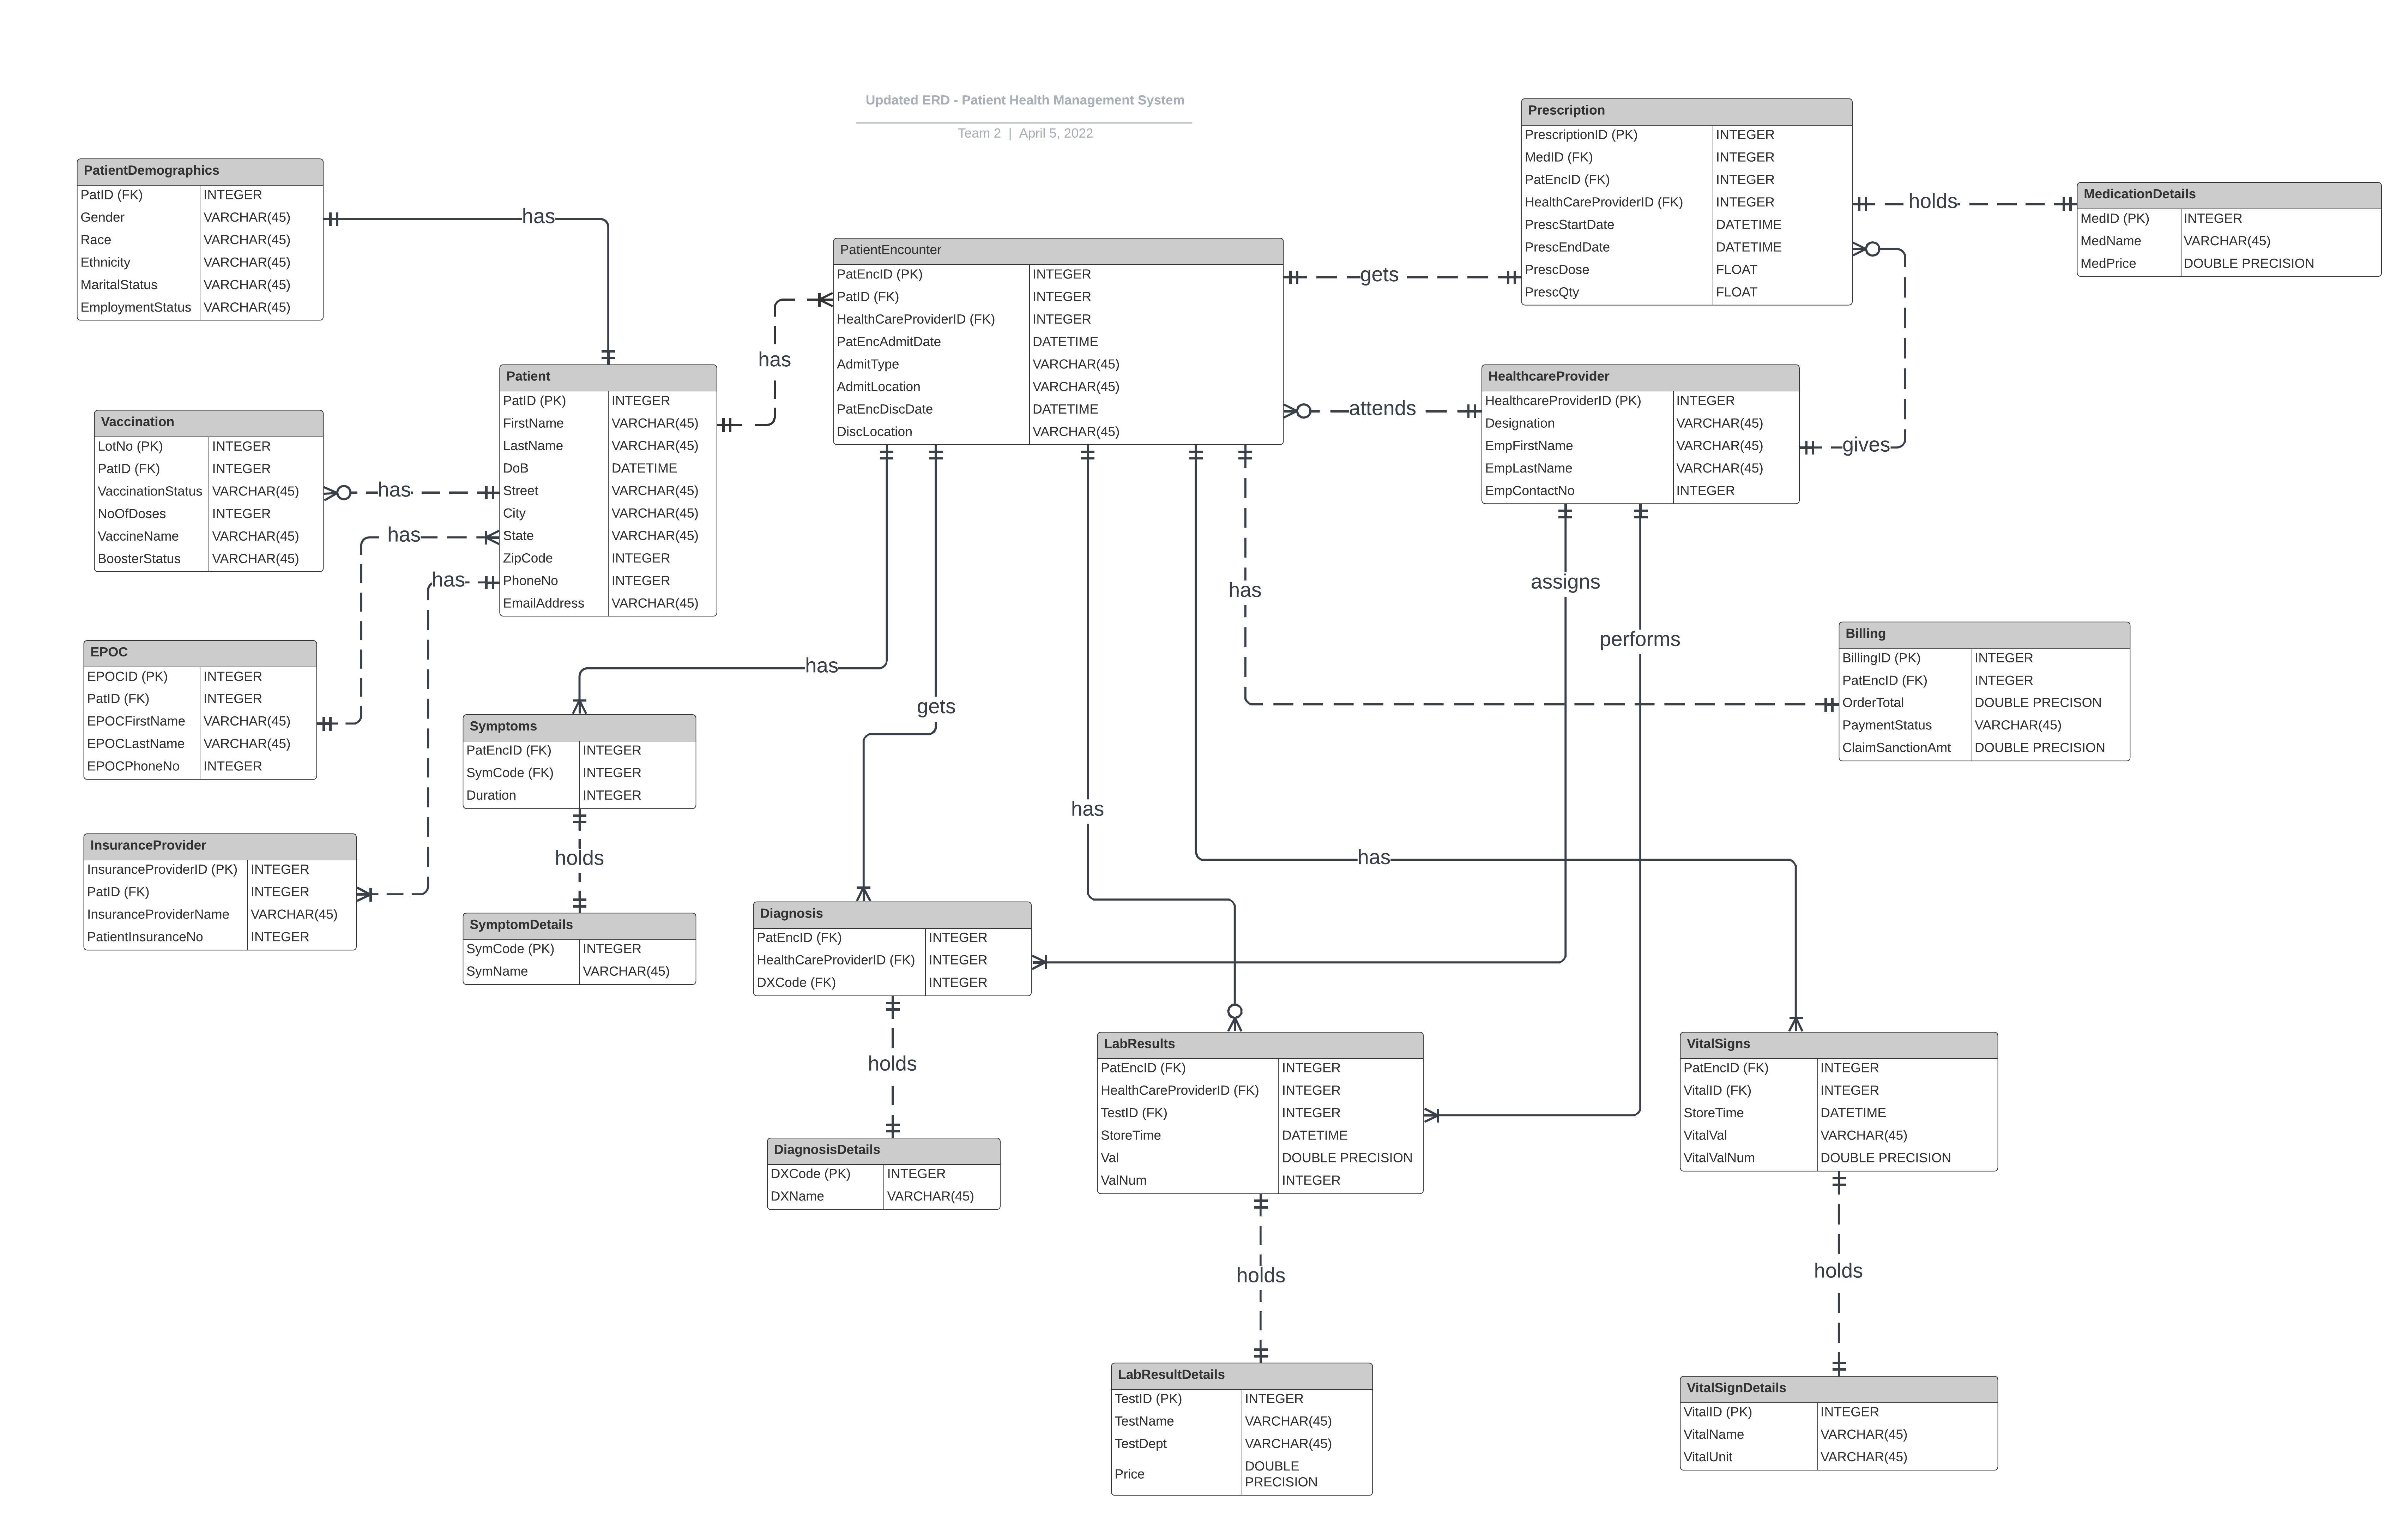 Updated ERD - Patient Health Management System
Team 2 | April 5, 2022
PatientDemographics
PatID (FK) INTEGER
Gender VARCHAR(45)
Race VARCHAR(45)
Ethnicity VARCHAR(45)
MaritalStatus VARCHAR(45)
EmploymentStatus VARCHAR(45)
has
Patient
PatID (PK) INTEGER
FirstName VARCHAR(45)
LastName VARCHAR(45)
DoB DATETIME
Street VARCHAR(45)
City VARCHAR(45)
State VARCHAR(45)
ZipCode INTEGER
PhoneNo INTEGER
EmailAddress VARCHAR(45)
has
Vaccination
LotNo (PK) INTEGER
PatID (FK) INTEGER
VaccinationStatus VARCHAR(45)
NoOfDoses INTEGER
VaccineName VARCHAR(45)
BoosterStatus VARCHAR(45)
has
has
has
EPOC
EPOCID (PK) INTEGER
PatID (FK) INTEGER
EPOCFirstName VARCHAR(45)
EPOCLastName VARCHAR(45)
EPOCPhoneNo INTEGER
InsuranceProvider
InsuranceProviderID (PK) INTEGER
PatID (FK) INTEGER
InsuranceProviderName VARCHAR(45)
PatientInsuranceNo INTEGER
PatientEncounter
PatEncID (PK) INTEGER
PatID (FK) INTEGER
HealthCareProviderID (FK) INTEGER
PatEncAdmitDate DATETIME
AdmitType VARCHAR(45)
AdmitLocation VARCHAR(45)
PatEncDiscDate DATETIME
DiscLocation VARCHAR(45)
gets
attends
Prescription
PrescriptionID (PK) INTEGER
MedID (FK) INTEGER
PatEncID (FK) INTEGER
HealthCareProviderID (FK) INTEGER
PrescStartDate DATETIME
PrescEndDate DATETIME
PrescDose FLOAT
PrescQty FLOAT
holds
MedicationDetails
MedID (PK) INTEGER
MedName VARCHAR(45)
MedPrice DOUBLE PRECISION
HealthcareProvider
HealthcareProviderID (PK) INTEGER
Designation VARCHAR(45)
EmpFirstName VARCHAR(45)
EmpLastName VARCHAR(45)
EmpContactNo INTEGER
gives
has
assigns
performs
Billing
BillingID (PK) INTEGER
PatEncID (FK) INTEGER
OrderTotal DOUBLE PRECISON
PaymentStatus VARCHAR(45)
ClaimSanctionAmt DOUBLE PRECISION
has
gets
has
has
Symptoms
PatEncID (FK) INTEGER
SymCode (FK) INTEGER
Duration INTEGER
holds
SymptomDetails
SymCode (PK) INTEGER
SymName VARCHAR(45)
Diagnosis
PatEncID (FK) INTEGER
HealthCareProviderID (FK) INTEGER
DXCode (FK) INTEGER
holds
DiagnosisDetails
DXCode (PK) INTEGER
DXName VARCHAR(45)
LabResults
PatEncID (FK) INTEGER
HealthCareProviderID (FK) INTEGER
TestID (FK) INTEGER
StoreTime DATETIME
Val DOUBLE PRECISION
ValNum INTEGER
holds
LabResultDetails
TestID (PK) INTEGER
TestName VARCHAR(45)
TestDept VARCHAR(45)
Price DOUBLE
PRECISION
VitalSigns
PatEncID (FK) INTEGER
VitalID (FK) INTEGER
StoreTime DATETIME
VitalVal VARCHAR(45)
VitalValNum DOUBLE PRECISION
holds
VitalSignDetails
VitalID (PK) INTEGER
VitalName VARCHAR(45)
VitalUnit VARCHAR(45)